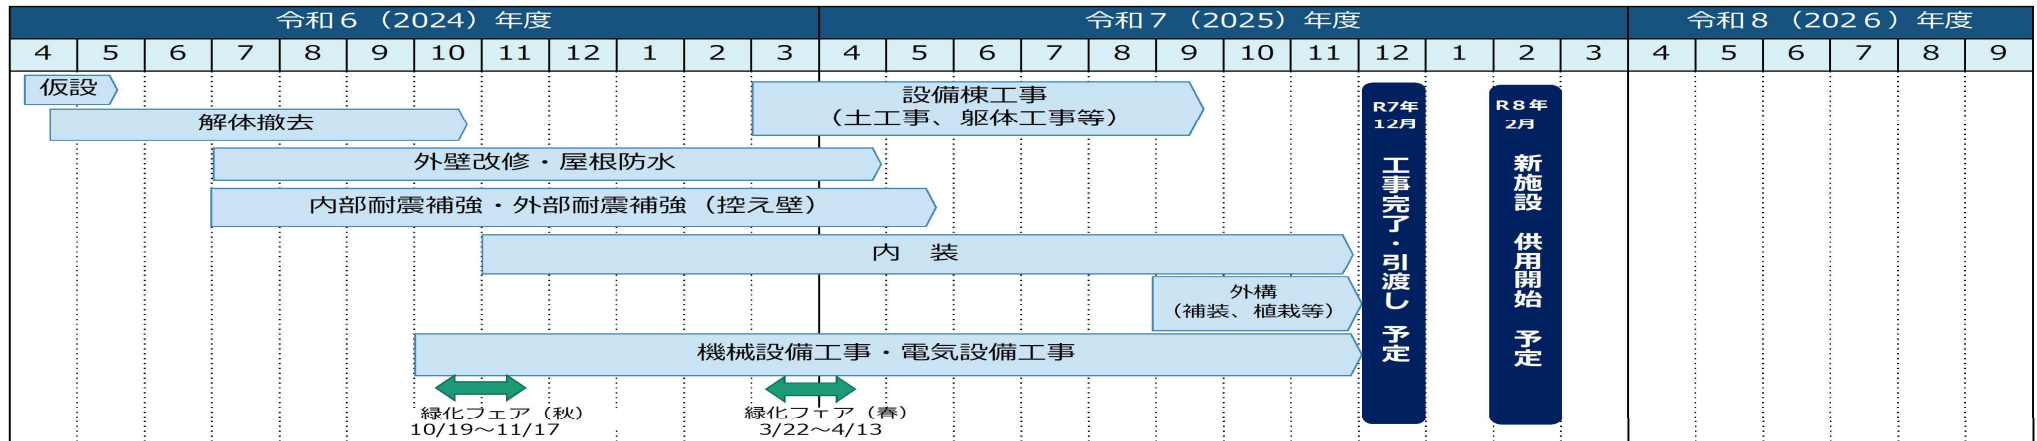 令和６（2024）年度 令和７（2025）年度 令和８（202６）年度
4 5 6 7 8 9 10 11 12 1 2 3 4 5 6 7 8 9 10 11 12 1 2 3 4 5 6 7 8 9
仮設
解体撤去
設備棟工事
（土工事、躯体工事等）
外壁改修・屋根防水
内部耐震補強・外部耐震補強（控え壁）
内　装
外構
（補装、植栽等）
機械設備工事・電気設備工事
緑化フェア（秋）
10/19～11/17
緑化フェア（春）
3/22～4/13
R7年
12月
工事完了・引渡し 予定
R８年
2月
新施設 供用開始 予定